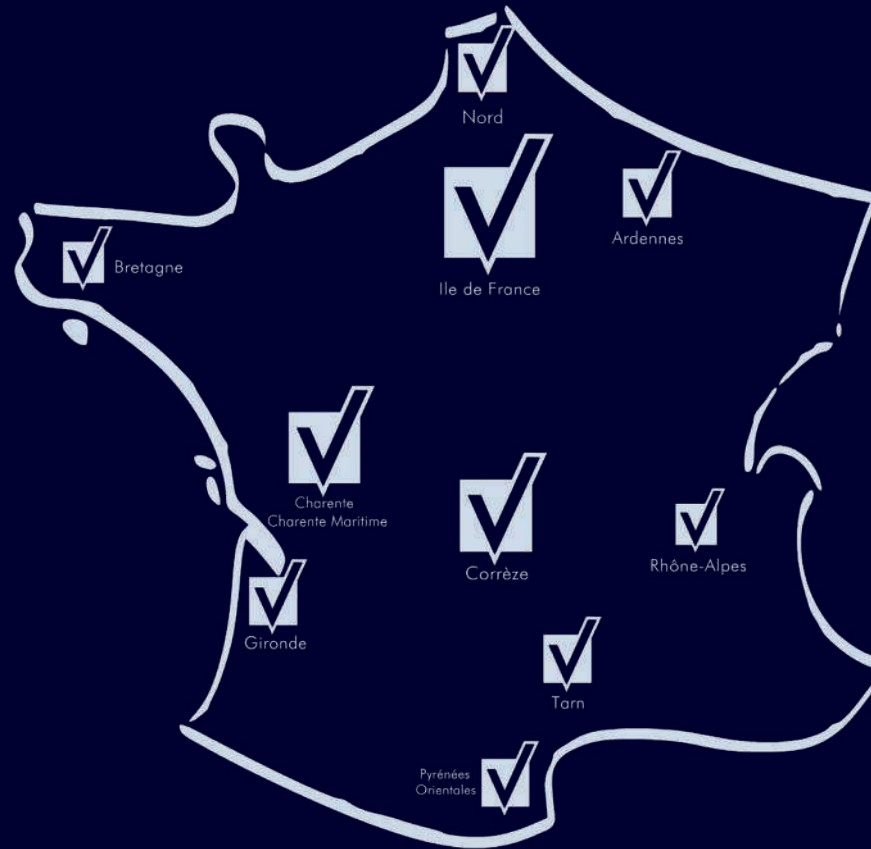 Nord
Ardennes
Bretagne
Ile de France
Charente
Charente Maritime
Corrèze
Rhône-Alpes
Gironde
Tarn
Pyrénées
Orientales